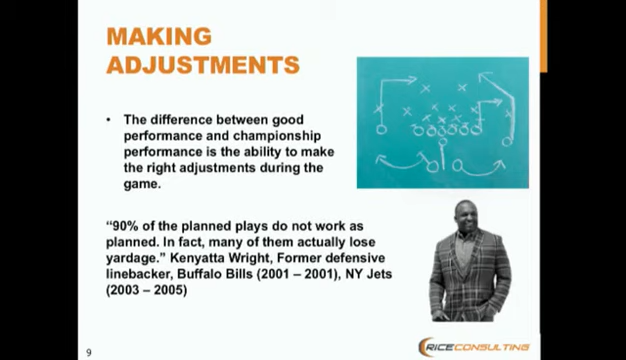 MAKING
ADJUSTMENTS
• The difference between good
performance and championship
performance is the ability to make
the right adjustments during the
game.
“90% of the planned plays do not work as
planned. In fact, many of them actually lose
yardage.” Kenyatta Wright, Former defensive
linebacker, Buffalo Bills (2001 – 2001), NY Jets
(2003 – 2005)
9
RICECONSULTING